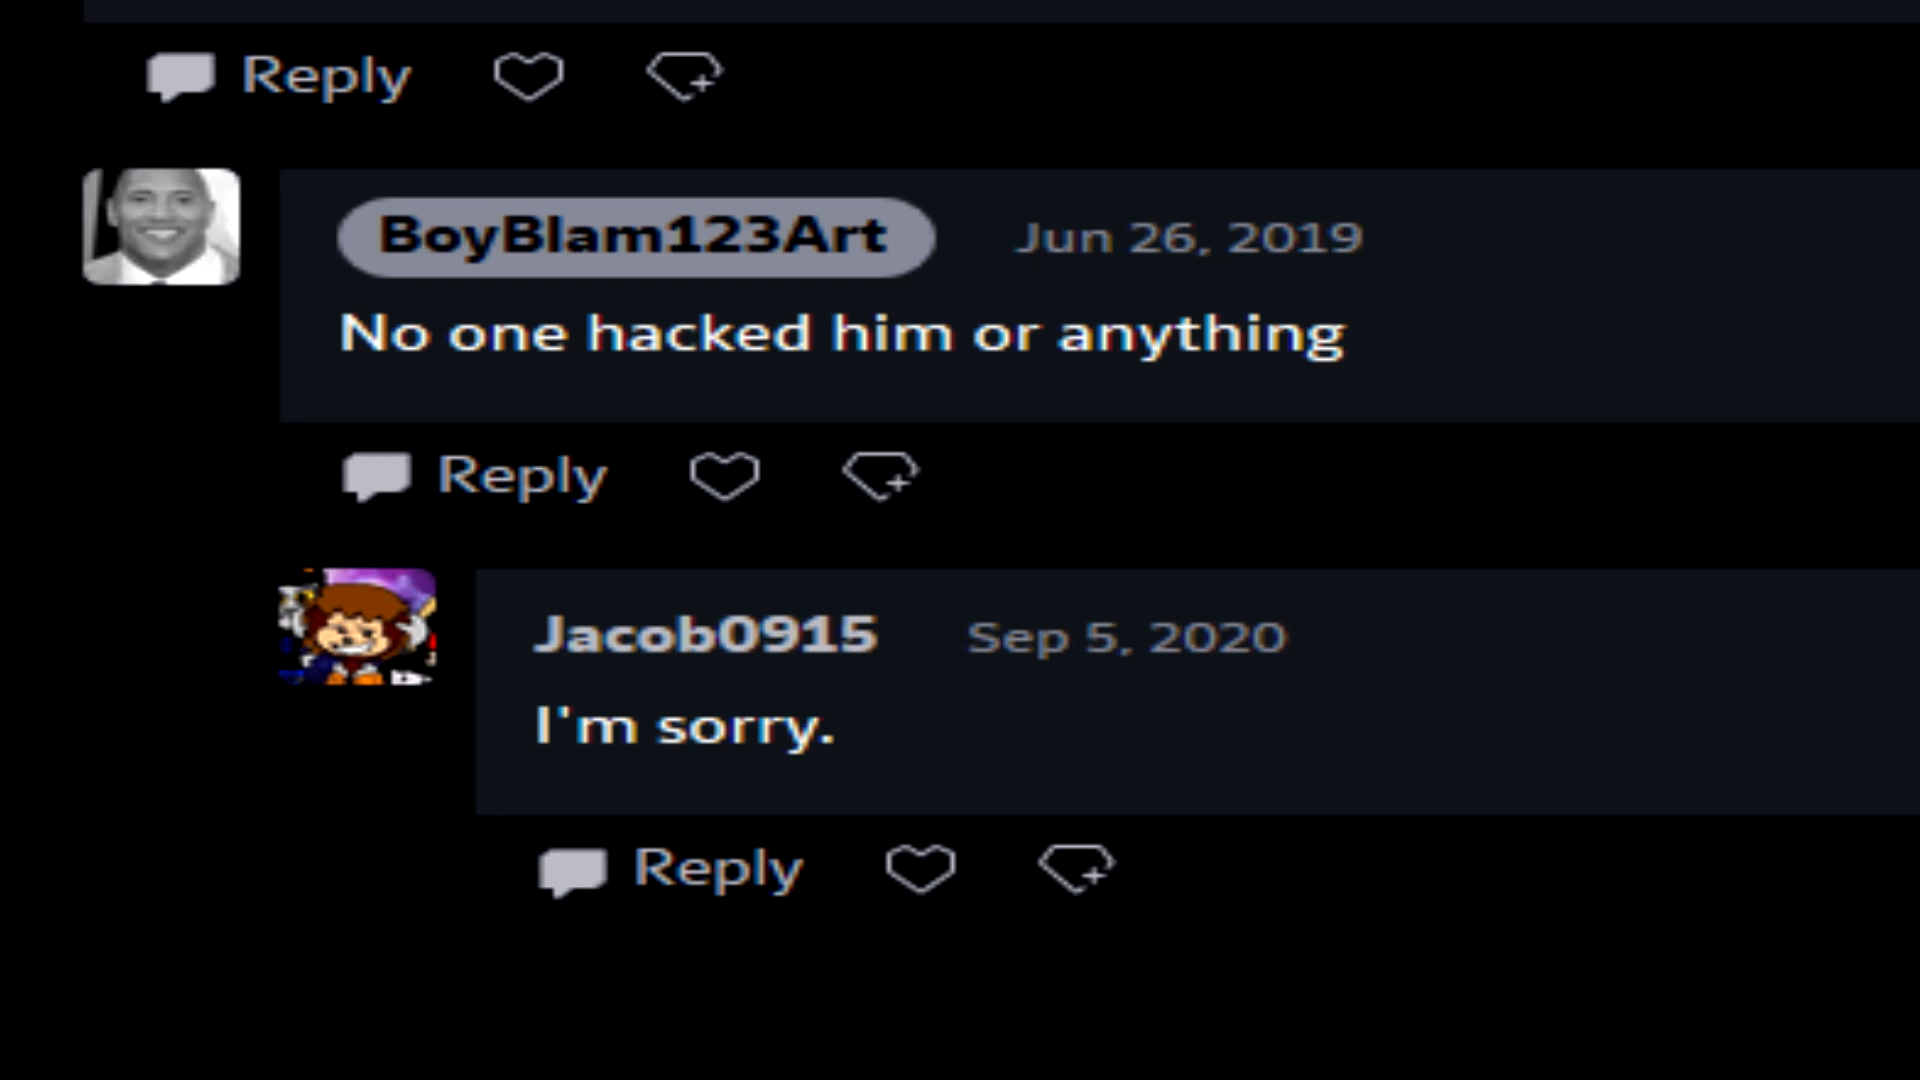 Reply
BoyBlam123Art Jun 26, 2019
No one hacked him or anything
Reply
Jacob0915 Sep 5, 2020
I'm sorry.
Reply